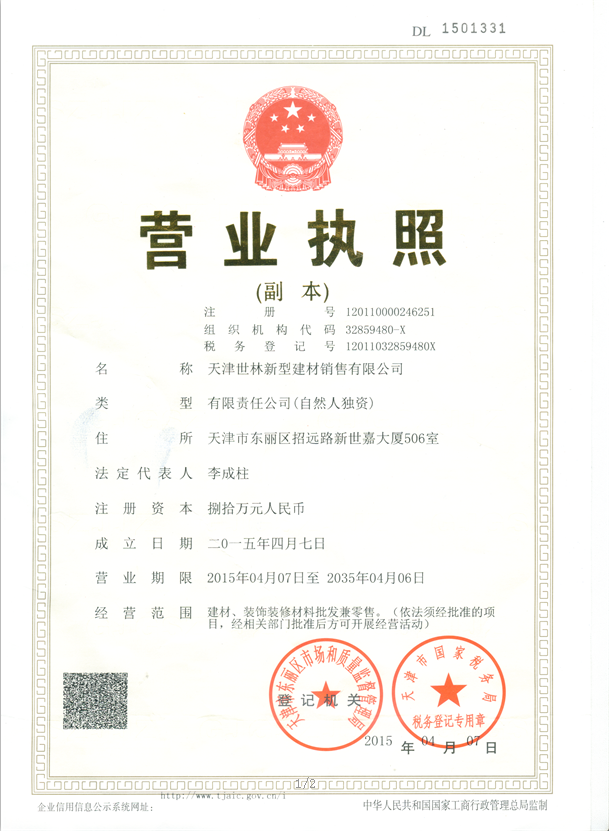 DL 1501331
营业执照
(副 本)
注册号 120110000246251
组织机构代码 32859480-X
税务登记号 12011032859480X
名称 天津世林新型建材销售有限公司
类型 有限责任公司(自然人独资)
住所 天津市东丽区招远路新世嘉大厦506室
法定代表人 李成柱
注册资本 捌拾万元人民币
成立日期 二〇一五年四月七日
营业期限 2015年04月07日至 2035年04月06日
经营范围 建材、装饰装修材料批发兼零售。(依法须经批准的项
目,经相关部门批准后方可开展经营活动)
天津市东丽区市场和质量监督管理局
登记机关
天津市国家税务局
税务登记专用章
2015 年 04 月 07 日
1/2
http://www.tjaic.gov.cn/
企业信用信息公示系统网址:
中华人民共和国国家工商行政管理总局监制